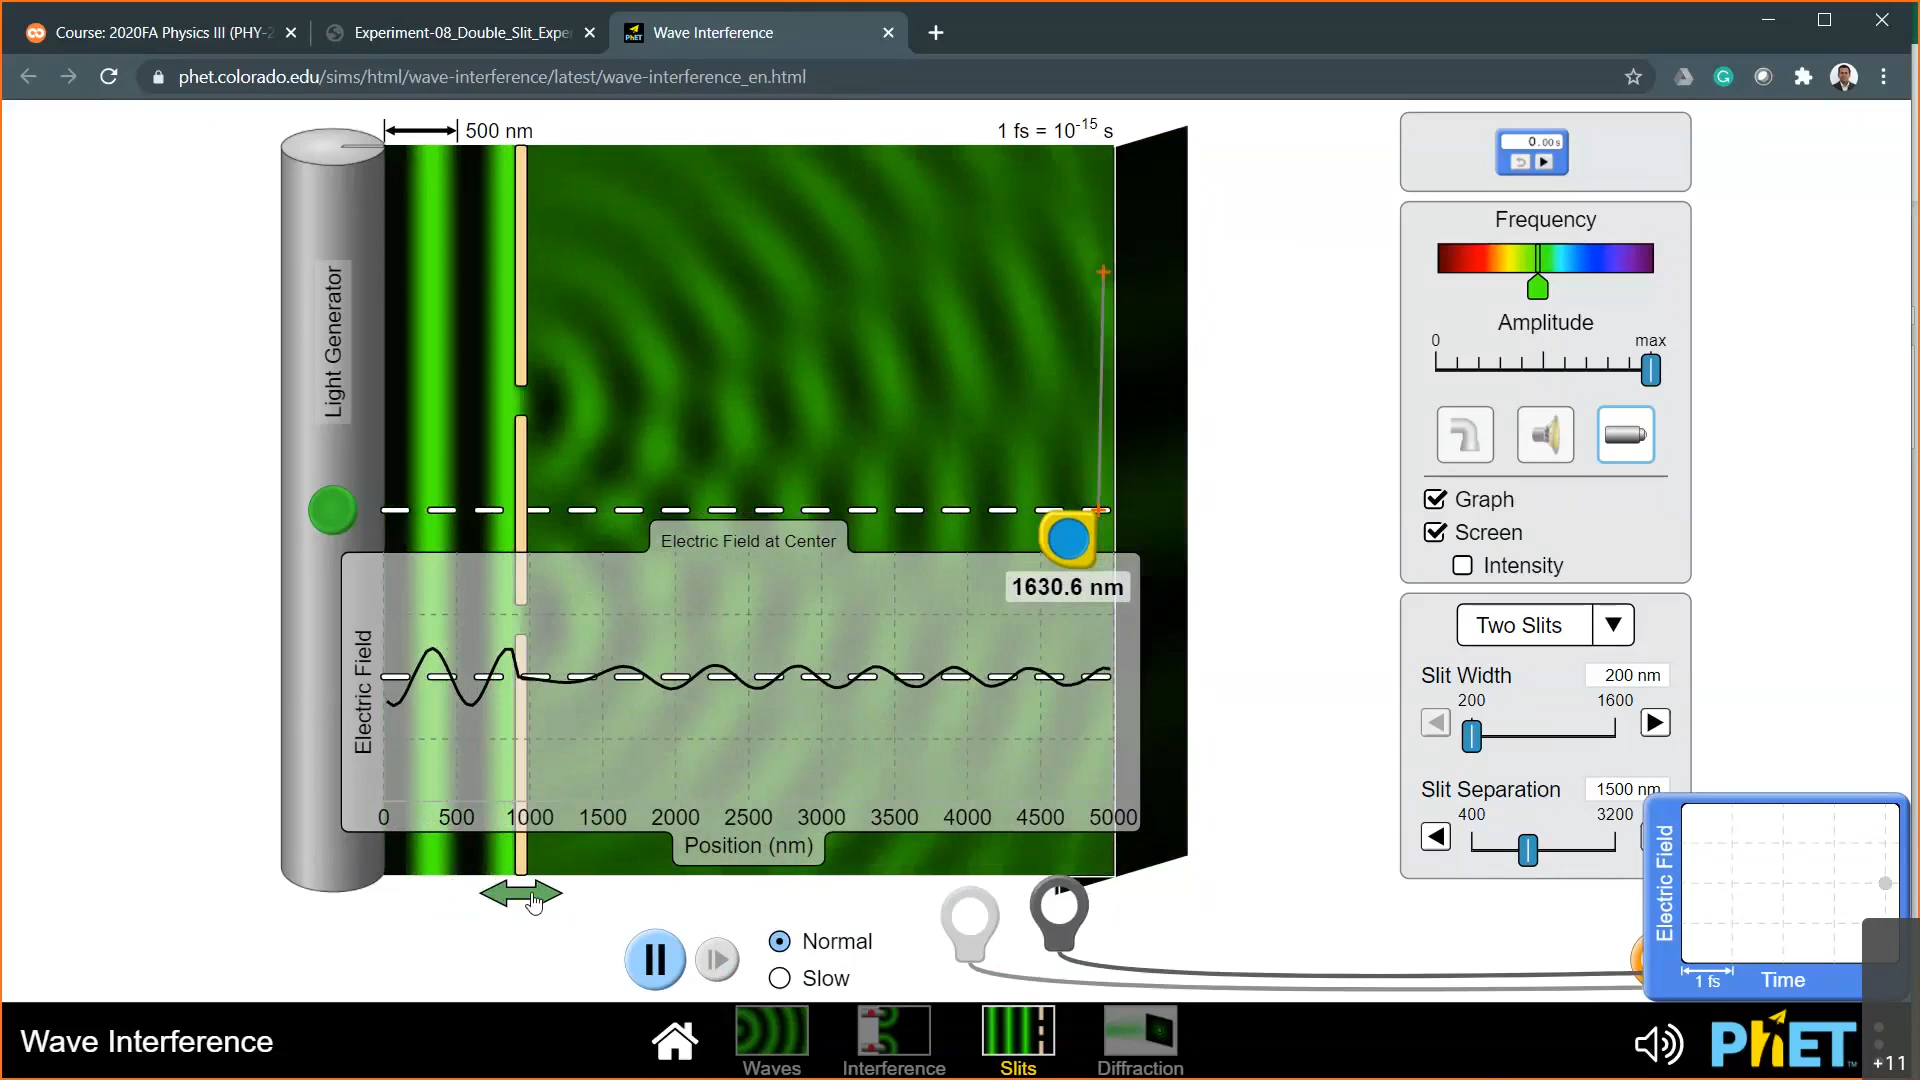 Course: 2020FA Physics III (PHY-2
Experiment-08_Double_Slit_Expe
PhET
Wave Interference
phet.colorado.edu/sims/html/wave-interference/latest/wave-interference_en.html
500 nm
1 fs = 10-15 s
0.00s
Frequency
Amplitude
0
max
Light Generator
Graph
Screen
Intensity
Electric Field at Center
1630.6 nm
Two Slits
Slit Width
200 nm
200
1600
Electric Field
Slit Separation
1500 nm
400
3200
0
500
1000
1500
2000
2500
3000
3500
4000
4500
5000
Position (nm)
Electric Field
1 fs
Time
Normal
Slow
Wave Interference
Waves
Interference
Slits
Diffraction
PhET
+11